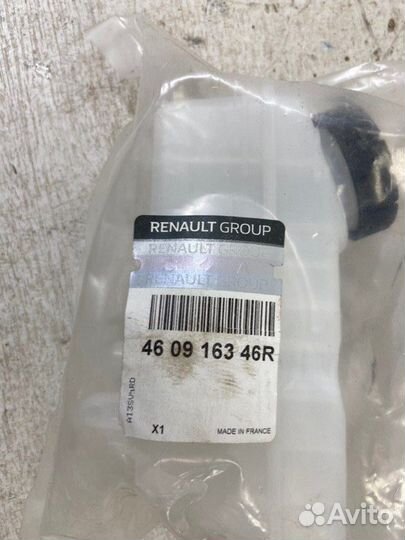 RENAULT GROUP
RENAULT GROUP
RENAULT GROUP
46 09 163 46R
X1
MADE IN FRANCE
Avito